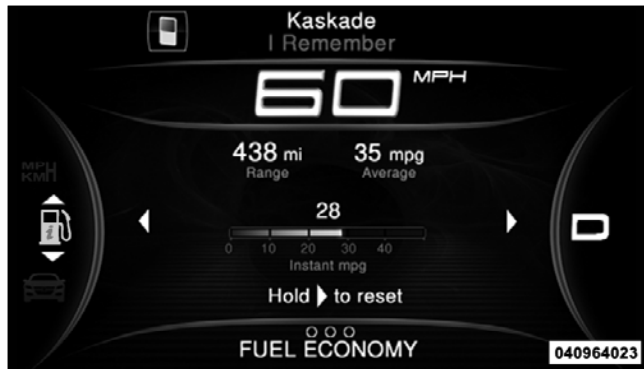 Kaskade
I Remember
60 MPH
438 mi 35 mpg
Range Average
MPH
KMH
28
0 10 20 30 40
Instant mpg
D
Hold to reset
FUEL ECONOMY
040964023